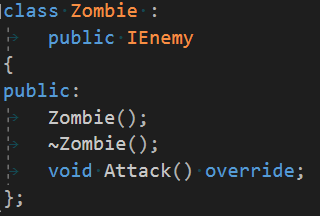 class Zombie :
    public IEnemy
{
public:
    Zombie();
    ~Zombie();
    void Attack() override;
};